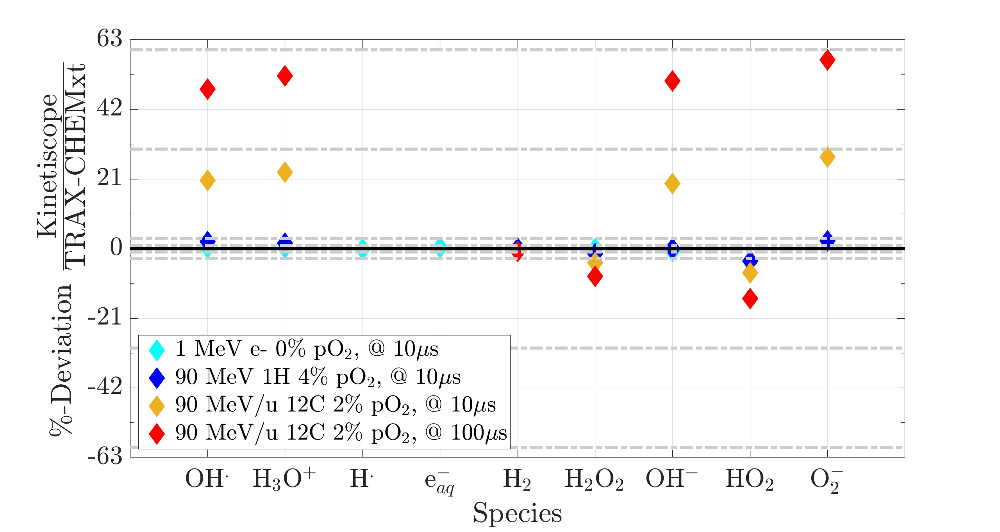 %-Deviation Kinetiscope
TRAX-CHEMxt
63
42
21
0
-21
-42
-63
1 MeV e- 0% pO₂, @ 10μs
90 MeV 1H 4% pO₂, @ 10μs
90 MeV/u 12C 2% pO₂, @ 10μs
90 MeV/u 12C 2% pO₂, @ 100μs
OH˙ H₃O⁺ H˙ e⁻aq H₂ H₂O₂ OH⁻ HO₂ O₂⁻
Species